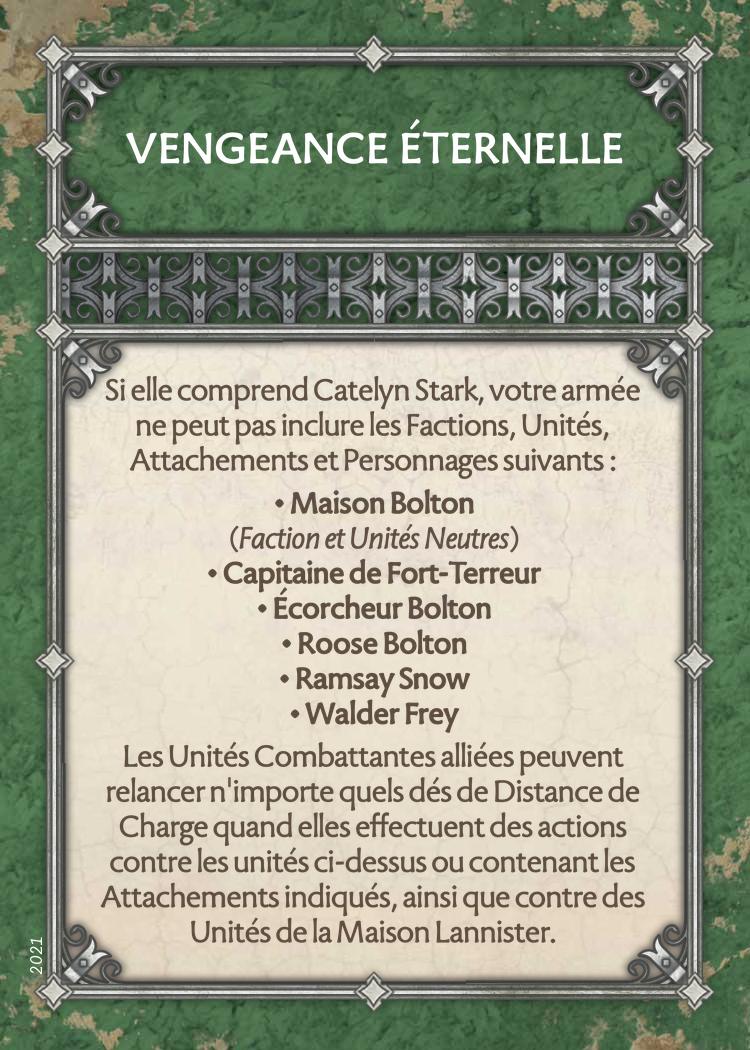 VENGEANCE ÉTERNELLE
Si elle comprend Catelyn Stark, votre armée
ne peut pas inclure les Factions, Unités,
Attachements et Personnages suivants :
• Maison Bolton
(Faction et Unités Neutres)
• Capitaine de Fort-Terreur
• Écorcheur Bolton
• Roose Bolton
• Ramsay Snow
• Walder Frey
Les Unités Combattantes alliées peuvent
relancer n'importe quels dés de Distance de
Charge quand elles effectuent des actions
contre les unités ci-dessus ou contenant les
Attachements indiqués, ainsi que contre des
Unités de la Maison Lannister.
2021